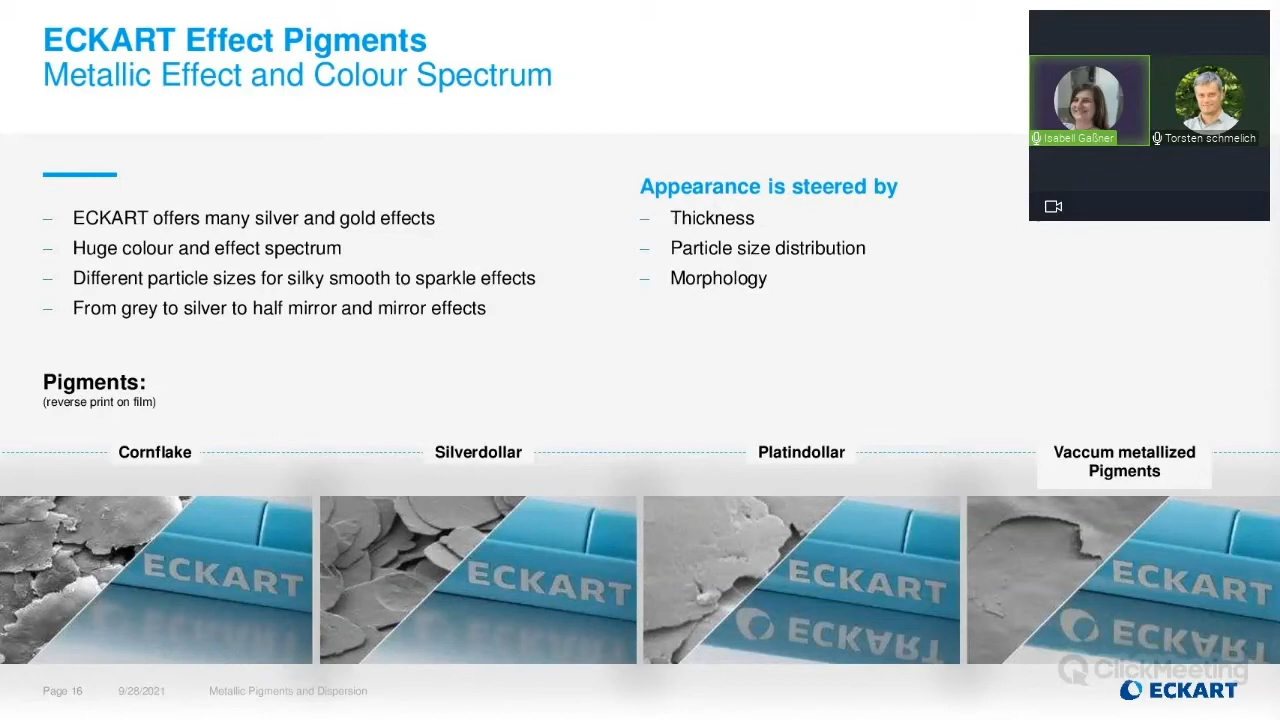 ECKART Effect Pigments
Metallic Effect and Colour Spectrum
Isabell Gaßner
Torsten schmelich
– ECKART offers many silver and gold effects
– Huge colour and effect spectrum
– Different particle sizes for silky smooth to sparkle effects
– From grey to silver to half mirror and mirror effects
Appearance is steered by
– Thickness
– Particle size distribution
– Morphology
Pigments:
(reverse print on film)
Cornflake
Silverdollar
Platindollar
Vaccum metallized
Pigments
ECKART
ECKART
ECKART
ECKART
ECKART
ECKART
Page 16
9/28/2021
Metallic Pigments and Dispersion
ClickMeeting
ECKART